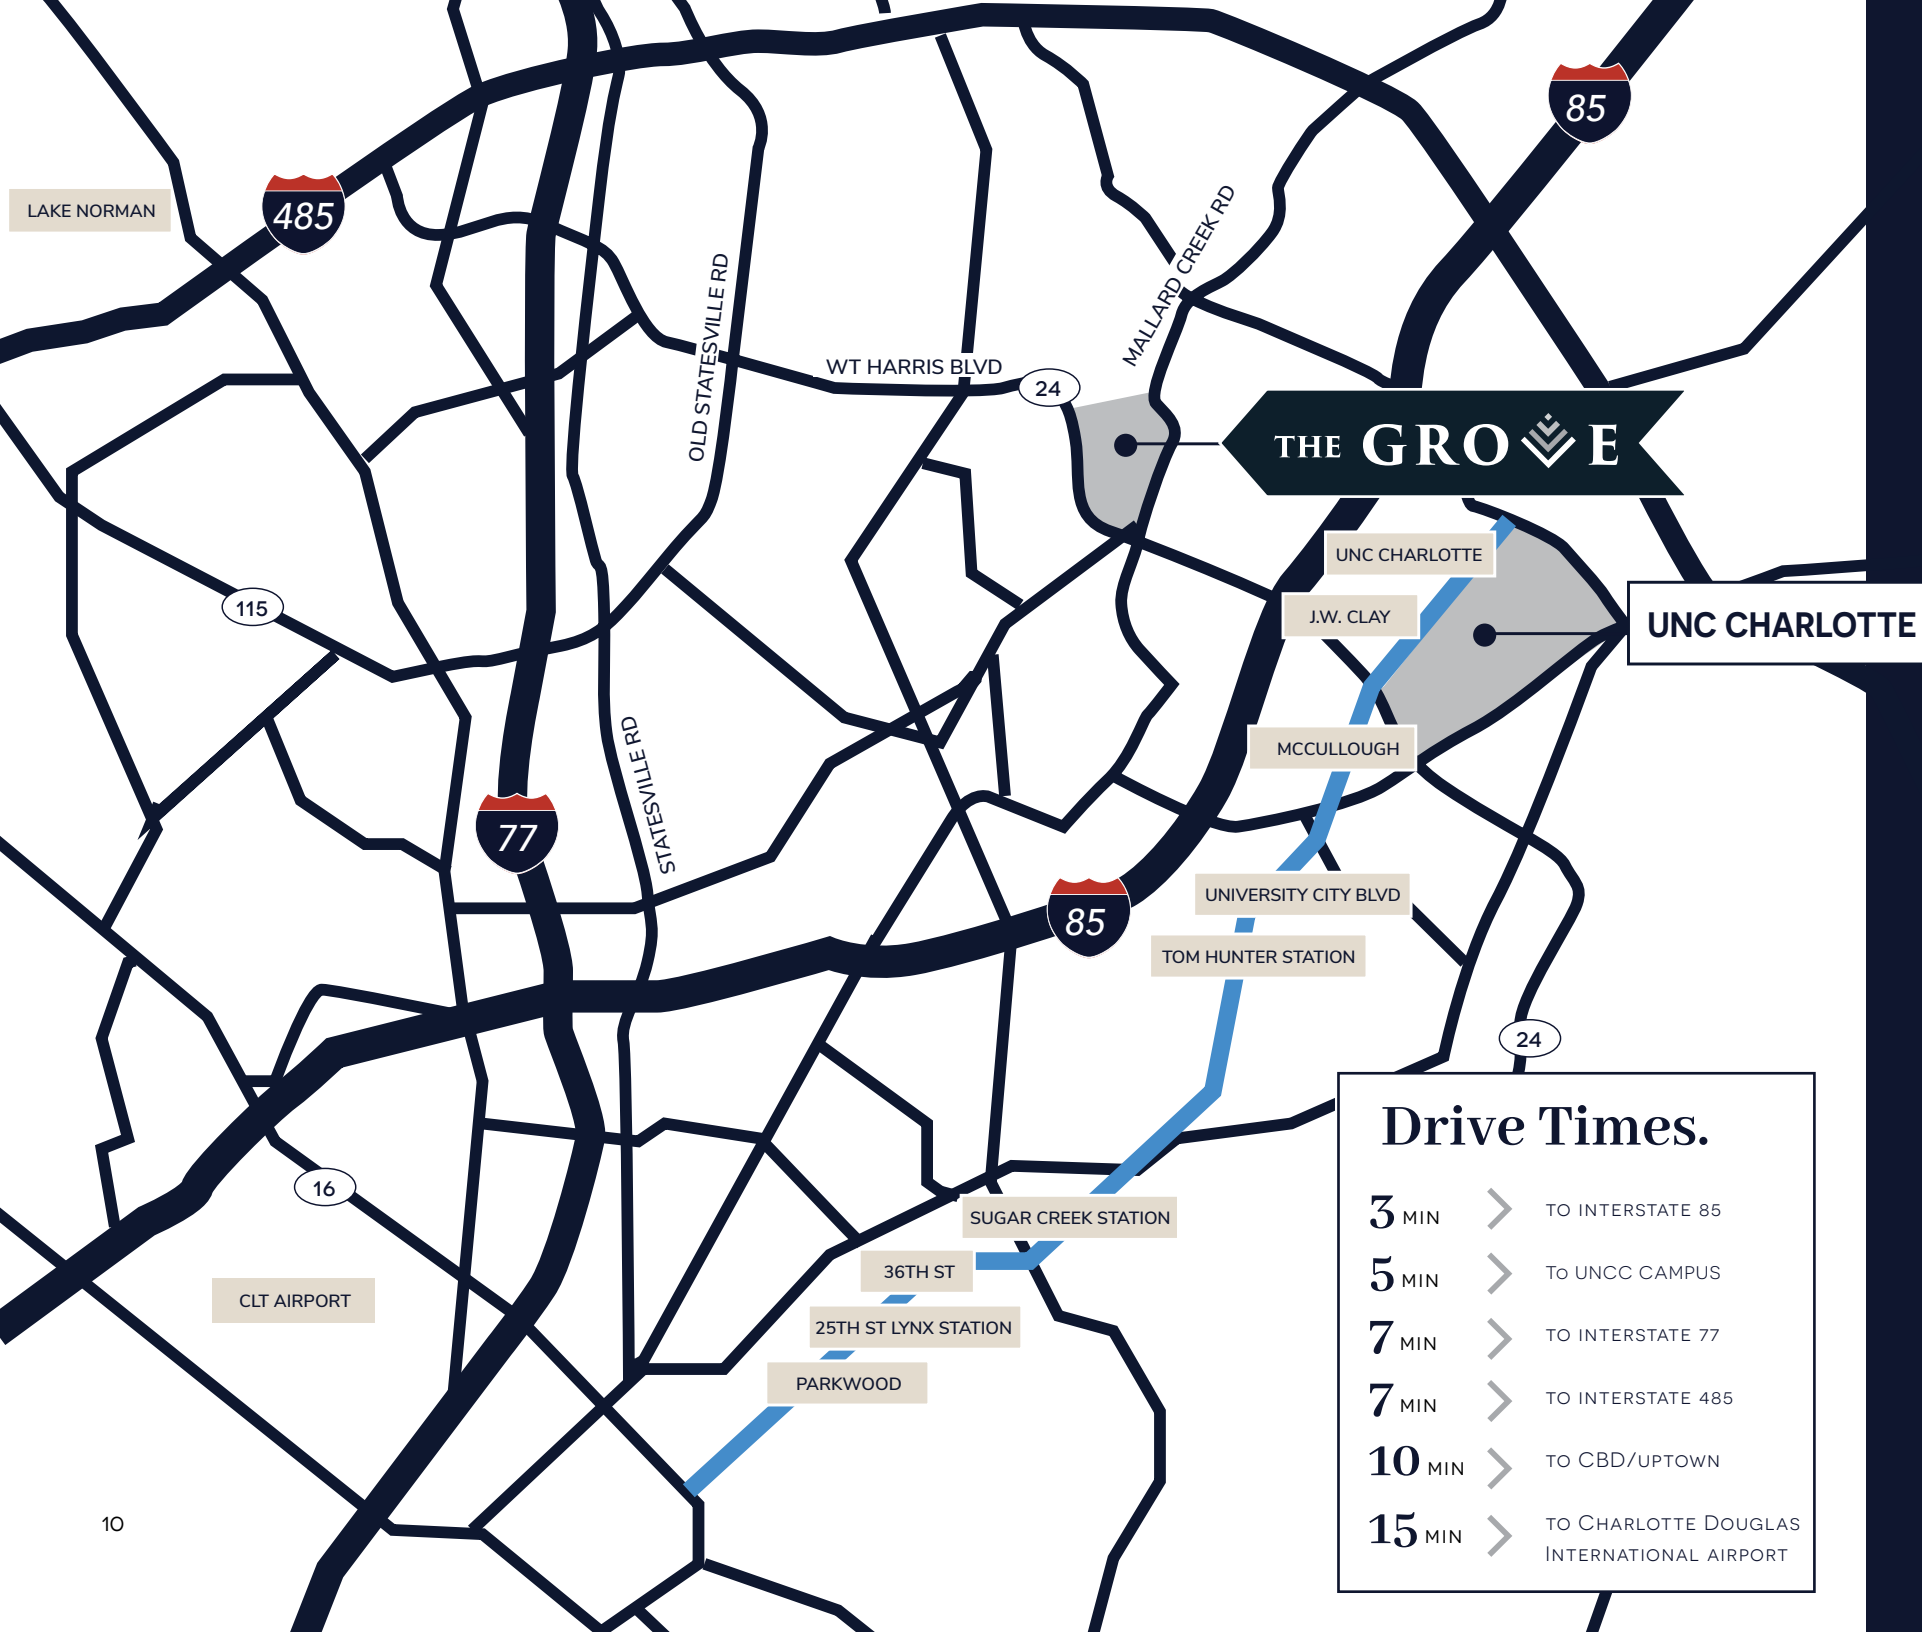 85
LAKE NORMAN
485
MALLARD CREEK RD
OLD STATESVILLE RD
WT HARRIS BLVD
24
THE GROVE
UNC CHARLOTTE
J.W. CLAY
115
UNC CHARLOTTE
STATESVILLE RD
MCCULLOUGH
77
UNIVERSITY CITY BLVD
85
TOM HUNTER STATION
24
16
SUGAR CREEK STATION
36TH ST
CLT AIRPORT
25TH ST LYNX STATION
PARKWOOD
Drive Times.
3 MIN TO INTERSTATE 85
5 MIN To UNCC CAMPUS
7 MIN TO INTERSTATE 77
7 MIN TO INTERSTATE 485
10 MIN TO CBD/UPTOWN
15 MIN TO CHARLOTTE DOUGLAS
INTERNATIONAL AIRPORT
10